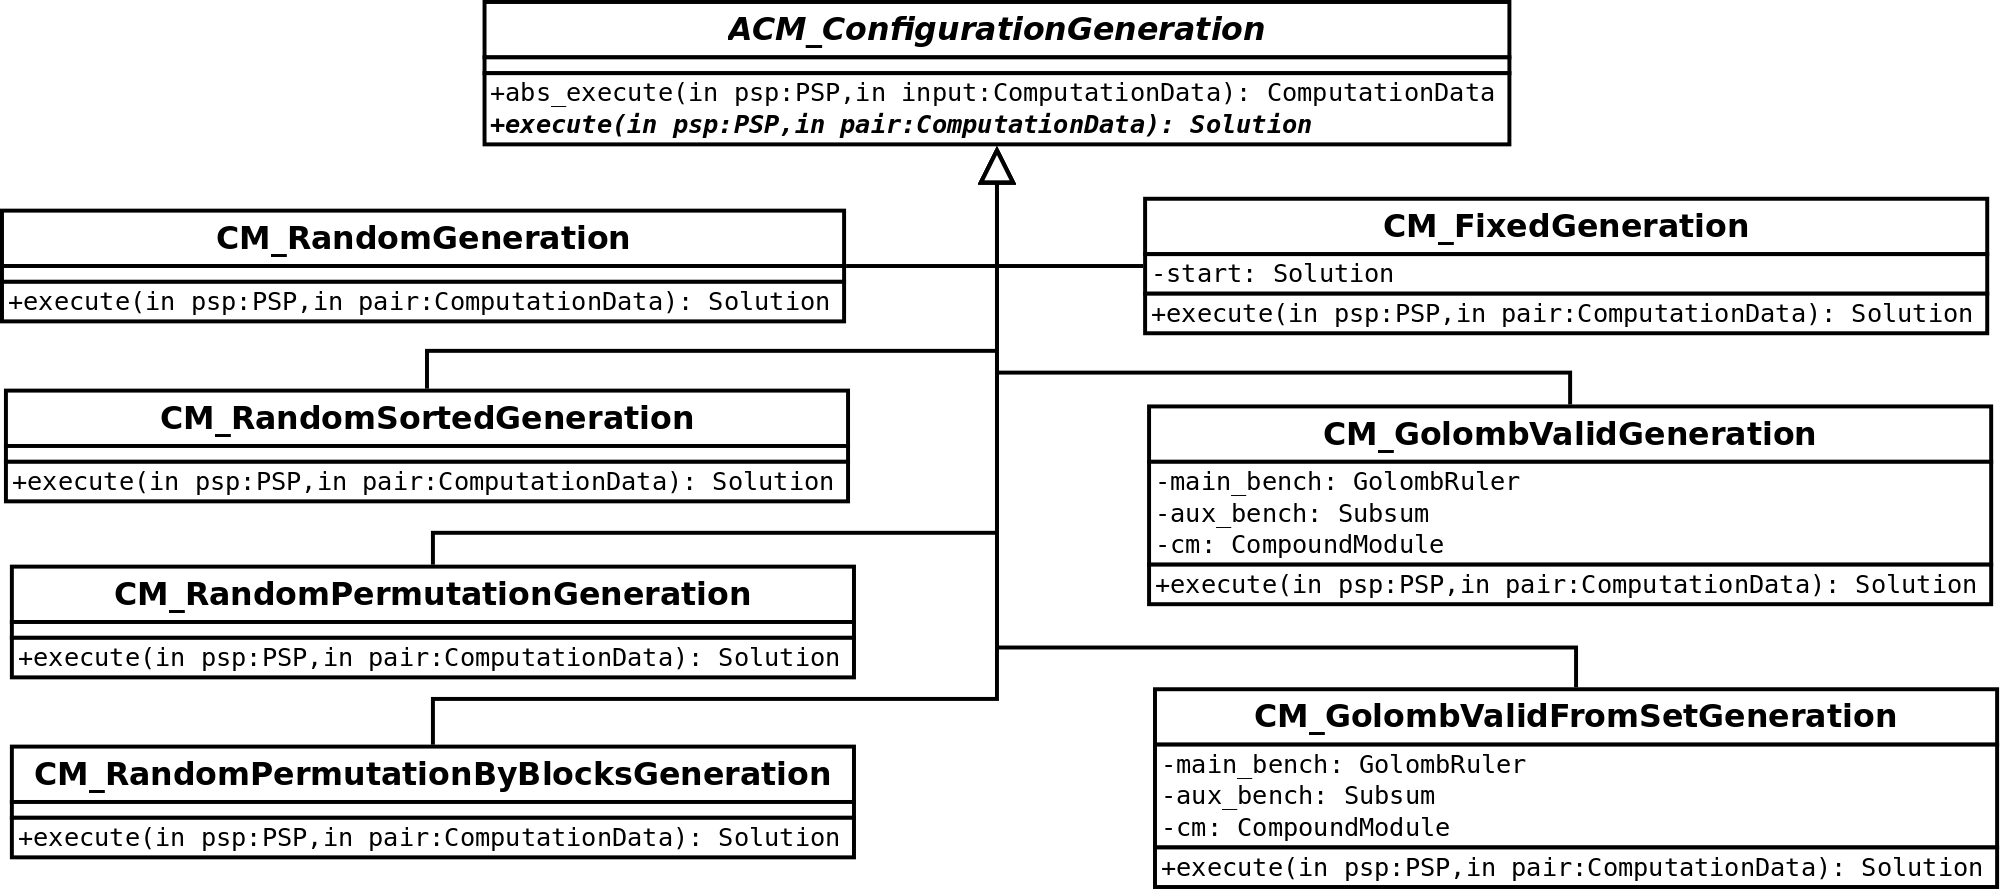 ACM_ConfigurationGeneration
+abs_execute(in psp:PSP,in input:ComputationData): ComputationData
+execute(in psp:PSP,in pair:ComputationData): Solution
CM_RandomGeneration
+execute(in psp:PSP,in pair:ComputationData): Solution
CM_FixedGeneration
-start: Solution
+execute(in psp:PSP,in pair:ComputationData): Solution
CM_RandomSortedGeneration
+execute(in psp:PSP,in pair:ComputationData): Solution
CM_GolombValidGeneration
-main_bench: GolombRuler
-aux_bench: Subsum
-cm: CompoundModule
+execute(in psp:PSP,in pair:ComputationData): Solution
CM_RandomPermutationGeneration
+execute(in psp:PSP,in pair:ComputationData): Solution
CM_GolombValidFromSetGeneration
-main_bench: GolombRuler
-aux_bench: Subsum
-cm: CompoundModule
+execute(in psp:PSP,in pair:ComputationData): Solution
CM_RandomPermutationByBlocksGeneration
+execute(in psp:PSP,in pair:ComputationData): Solution